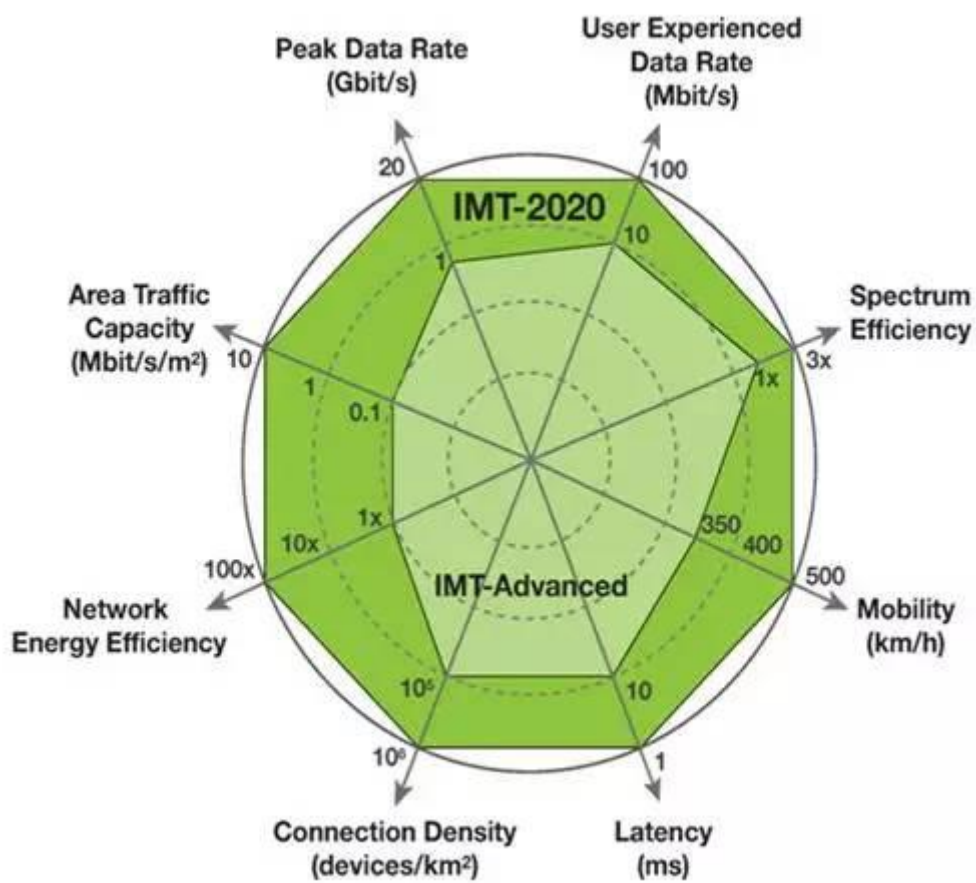 Peak Data Rate
(Gbit/s)
User Experienced
Data Rate
(Mbit/s)
20
100
IMT-2020
1
10
Area Traffic
Capacity
(Mbit/s/m²)
Spectrum
Efficiency
10
1
0.1
1x
3x
1x
10x
100x
350
400
500
Network
Energy Efficiency
IMT-Advanced
Mobility
(km/h)
10⁵
10
10⁶
1
Connection Density
(devices/km²)
Latency
(ms)